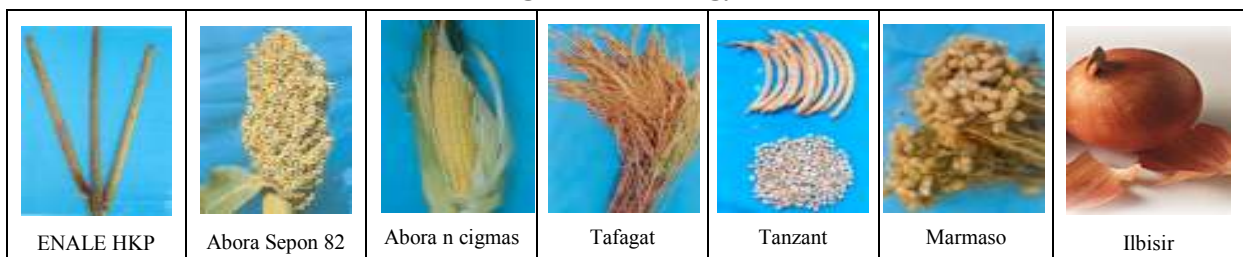 ENALE HKP
Abora Sepon 82
Abora n cigmas
Tafagat
Tanzant
Marmaso
Ilbisir